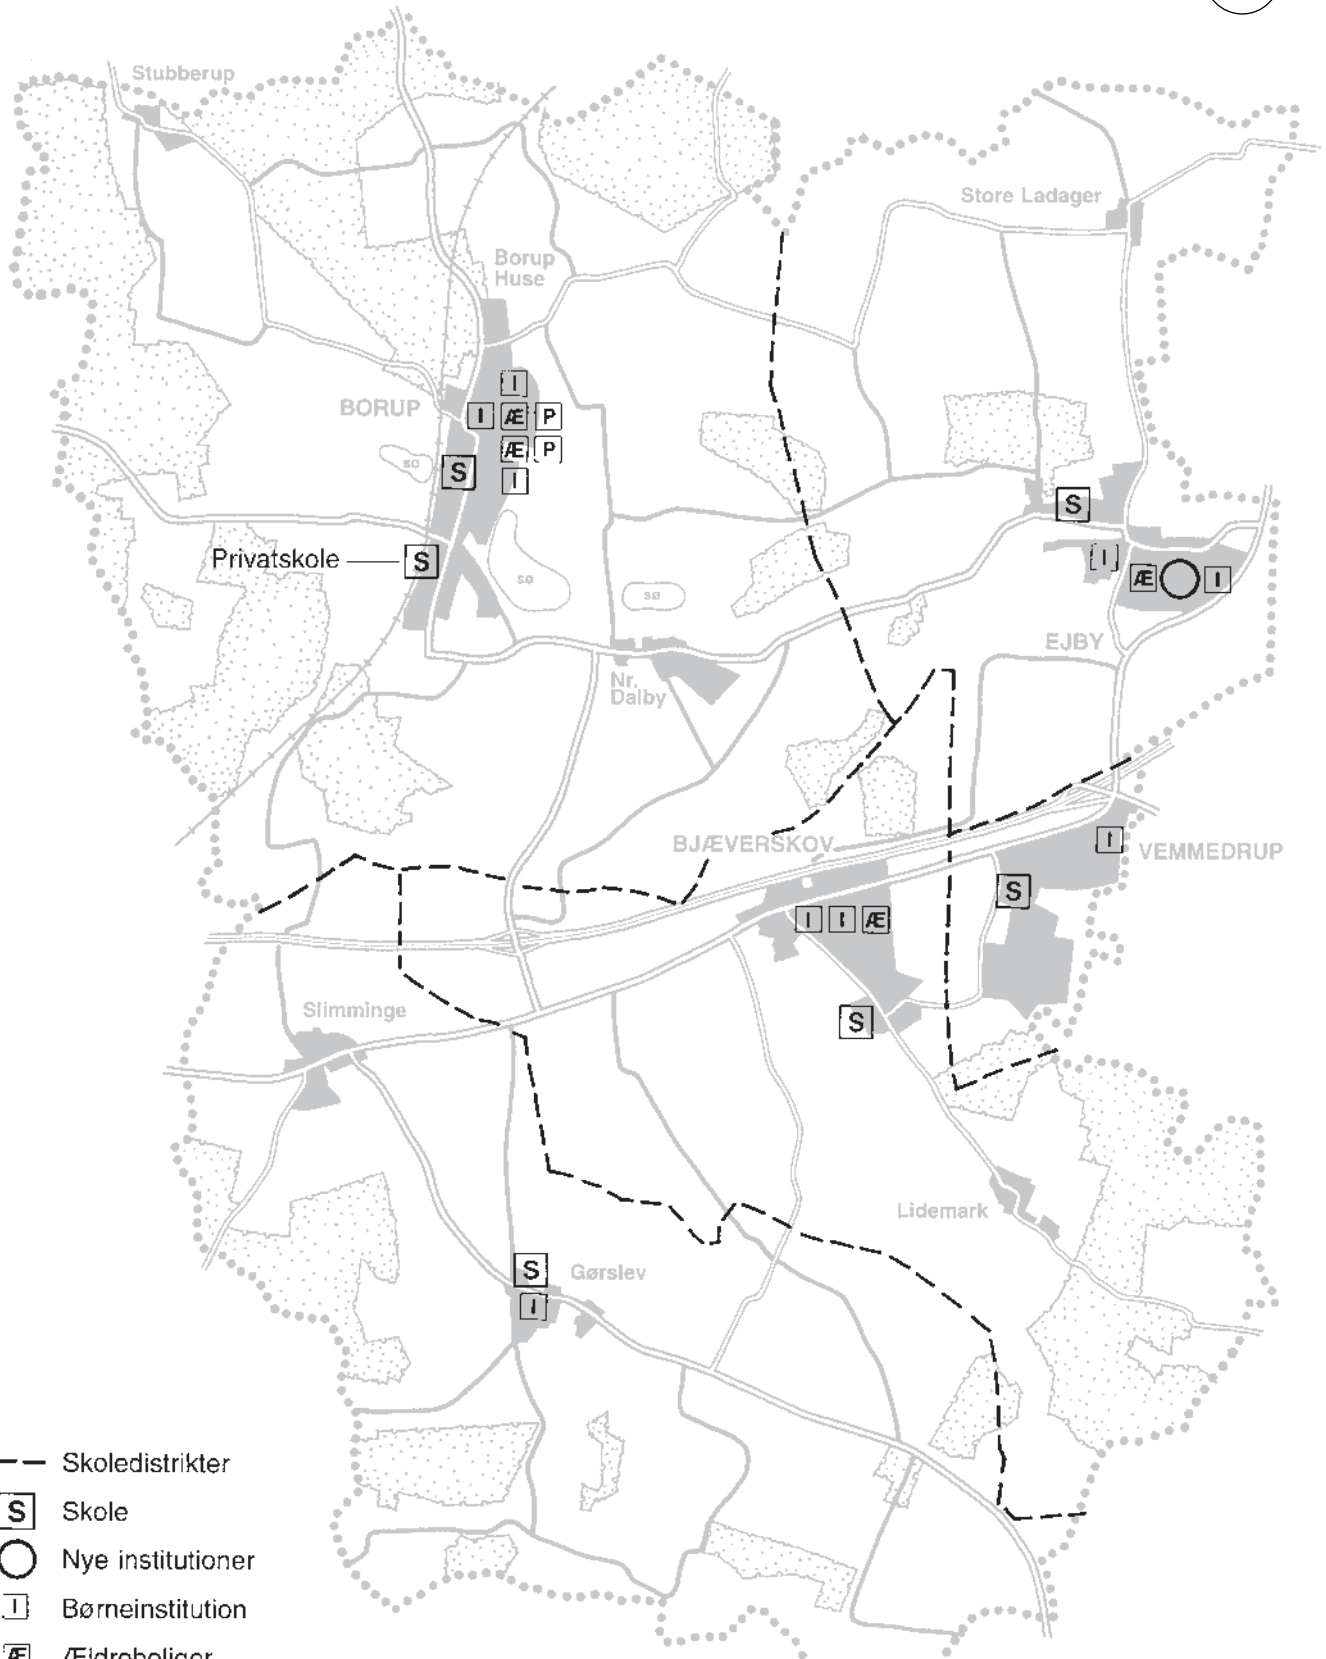 Stubberup
Store Ladager
Borup
Huse
I
BORUP
I Æ P
Æ P
sø
S
I
S
Privatskole
S
I
sø
Æ
I
sø
EJBY
Nr.
Dalby
BJÆVERSKOV
I
VEMMEDRUP
S
I I Æ
Slimminge
S
Lidemark
S
Gørslev
I
Skoledistrikter
S Skole
Nye institutioner
I Børneinstitution
Æ